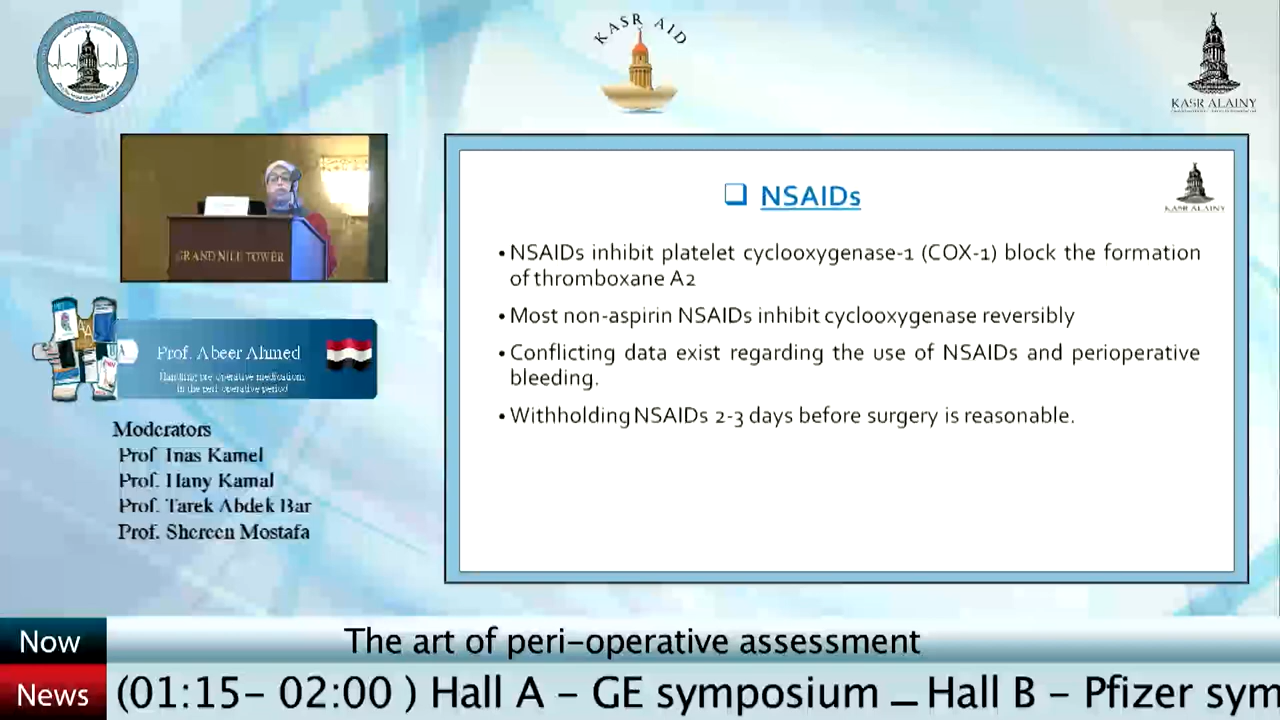 KASR AID
KASR ALAINY
GRAND NILE TOWER
Prof. Abeer Ahmed
Handling pre operative medications
in the peri-operative period
Moderators
Prof. Inas Kamel
Prof. Hany Kamal
Prof. Tarek Abdek Bar
Prof. Shereen Mostafa
KASR ALAINY
❑ NSAIDs
• NSAIDs inhibit platelet cyclooxygenase-1 (COX-1) block the formation
of thromboxane A2
• Most non-aspirin NSAIDs inhibit cyclooxygenase reversibly
• Conflicting data exist regarding the use of NSAIDs and perioperative
bleeding.
• Withholding NSAIDs 2-3 days before surgery is reasonable.
Now
The art of peri-operative assessment
News
(01:15- 02:00 ) Hall A - GE symposium _ Hall B - Pfizer sym